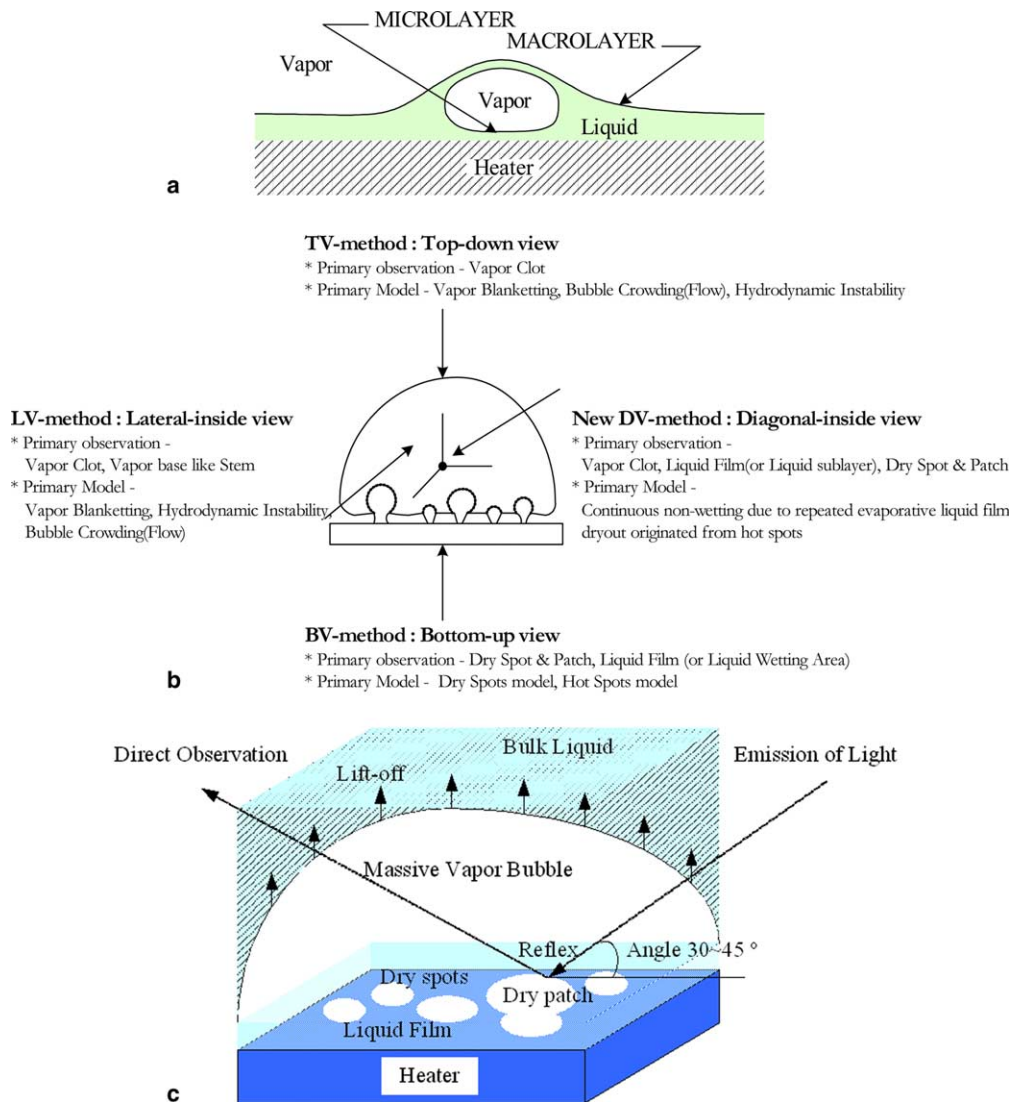 MICROLAYER
MACROLAYER
Vapor
Vapor
Liquid
Heater
a
TV-method : Top-down view
* Primary observation - Vapor Clot
* Primary Model - Vapor Blanketting, Bubble Crowding(Flow), Hydrodynamic Instability
LV-method : Lateral-inside view
* Primary observation -
Vapor Clot, Vapor base like Stem
* Primary Model -
Vapor Blanketting, Hydrodynamic Instability,
Bubble Crowding(Flow)
New DV-method : Diagonal-inside view
* Primary observation -
Vapor Clot, Liquid Film(or Liquid sublayer), Dry Spot & Patch
* Primary Model -
Continuous non-wetting due to repeated evaporative liquid film
dryout originated from hot spots
BV-method : Bottom-up view
* Primary observation - Dry Spot & Patch, Liquid Film (or Liquid Wetting Area)
* Primary Model - Dry Spots model, Hot Spots model
b
Direct Observation
Bulk Liquid
Emission of Light
Lift-off
Massive Vapor Bubble
Reflex
Angle 30~45 °
Dry spots
Dry patch
Liquid Film
Heater
c